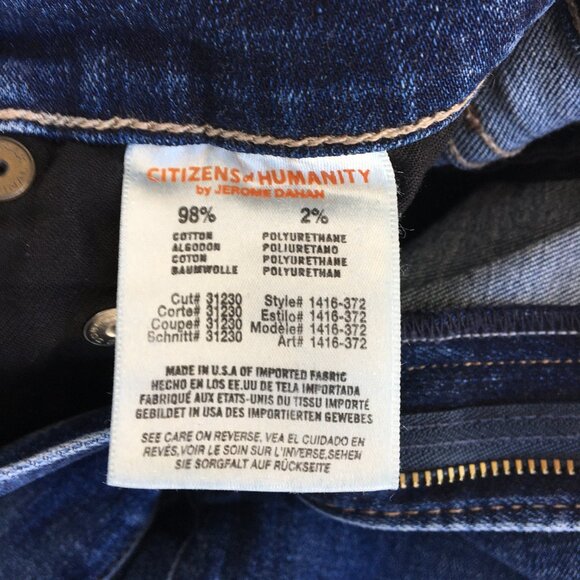 CITIZENS of HUMANITY
by JEROME DAHAN
98% 2%
COTTON POLYURETHANE
ALGODON POLIURETANO
COTON POLYURETHANE
BAUMWOLLE POLYURETHAN
Cut# 31230 Style# 1416-372
Corte# 31230 Estilo# 1416-372
Coupe# 31230 Modèle# 1416-372
Schnitt# 31230 Art# 1416-372
MADE IN U.S.A OF IMPORTED FABRIC
HECHO EN LOS EE.UU DE TELA IMPORTADA
FABRIQUÉ AUX ETATS-UNIS DU TISSU IMPORTÉ
GEBILDET IN USA DES IMPORTIERTEN GEWEBES
SEE CARE ON REVERSE, VEA EL CUIDADO EN
REVÉS, VOIR LE SOIN SUR L'INVERSE, SEHEN
SIE SORGFALT AUF RÜCKSEITE